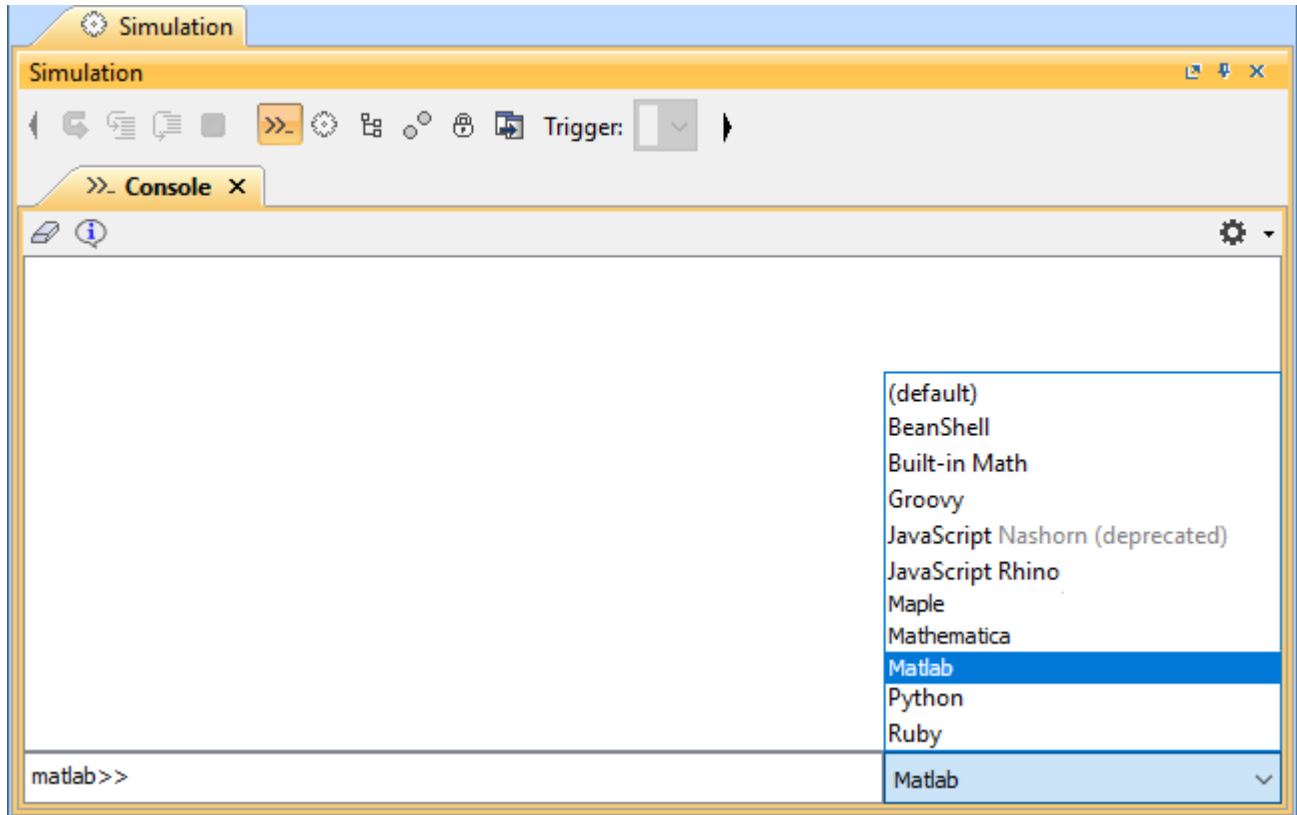 Simulation
Simulation
Trigger:
>>_ Console
(default)
BeanShell
Built-in Math
Groovy
JavaScript Nashorn (deprecated)
JavaScript Rhino
Maple
Mathematica
Matlab
Python
Ruby
matlab>>
Matlab